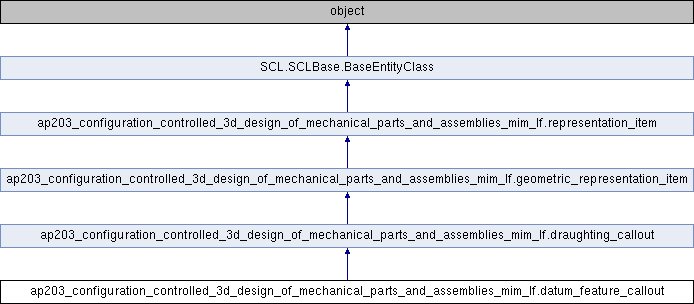 object
SCL.SCLBase.BaseEntityClass
ap203_configuration_controlled_3d_design_of_mechanical_parts_and_assemblies_mim_lf.representation_item
ap203_configuration_controlled_3d_design_of_mechanical_parts_and_assemblies_mim_lf.geometric_representation_item
ap203_configuration_controlled_3d_design_of_mechanical_parts_and_assemblies_mim_lf.draughting_callout
ap203_configuration_controlled_3d_design_of_mechanical_parts_and_assemblies_mim_lf.datum_feature_callout